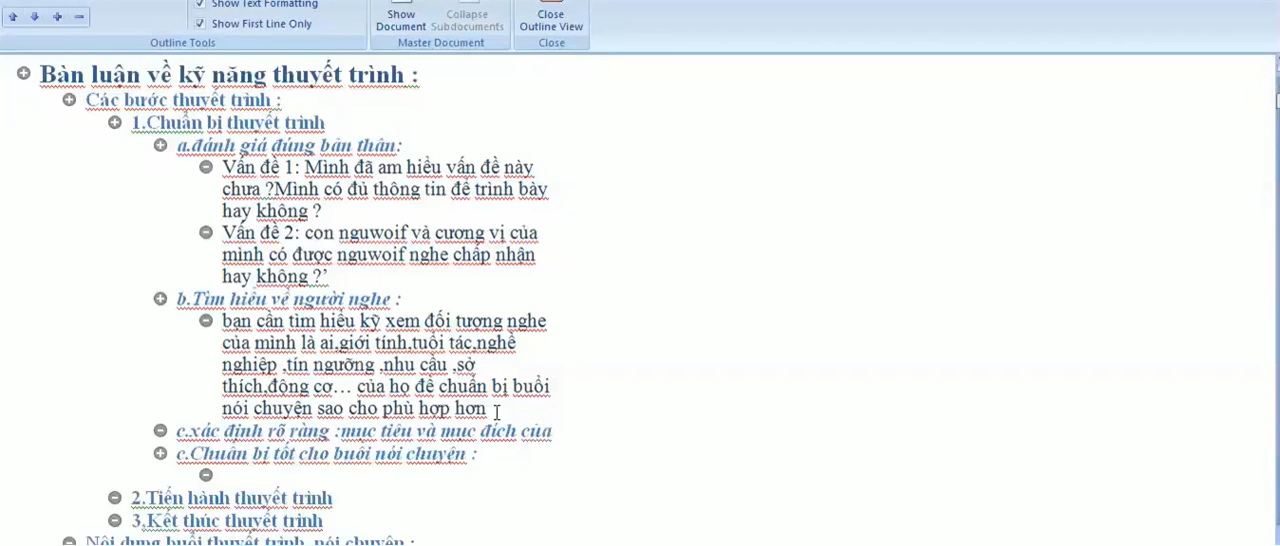 Show Text Formatting
Show First Line Only
Show
Document
Collapse
Subdocuments
Close
Outline View
Outline Tools
Master Document
Close
Bàn luận về kỹ năng thuyết trình :
Các bước thuyết trình :
1.Chuẩn bị thuyết trình
a.đánh giá đúng bản thân:
Vấn đề 1: Mình đã am hiểu vấn đề này
chưa ?Mình có đủ thông tin để trình bày
hay không ?
Vấn đề 2: con nguwoif và cương vị của
mình có được nguwoif nghe chấp nhận
hay không ?’
b.Tìm hiểu về người nghe :
bạn cần tìm hiểu kỹ xem đối tượng nghe
của mình là ai,giới tính,tuổi tác,nghề
nghiệp ,tín ngưỡng ,nhu cầu ,sở
thích,động cơ… của họ để chuẩn bị buổi
nói chuyện sao cho phù hợp hơn
c.xác định rõ ràng :mục tiêu và mục đích của
c.Chuẩn bị tốt cho buổi nói chuyện :
2.Tiến hành thuyết trình
3.Kết thúc thuyết trình
Nội dung buổi thuyết trình, nói chuyện :